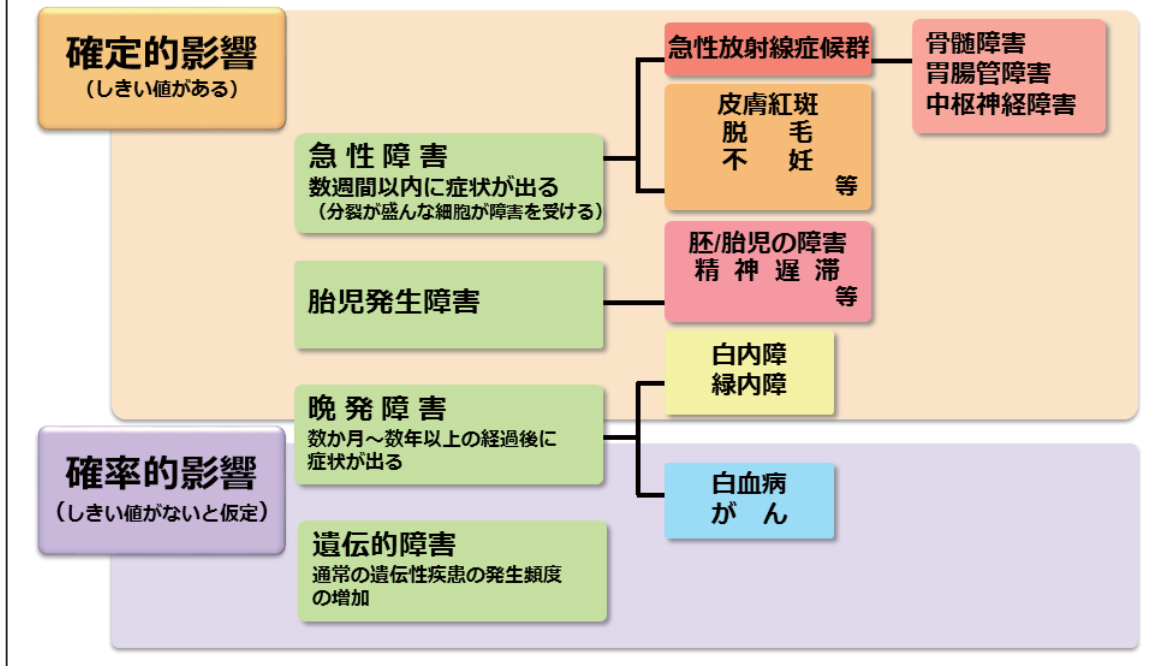 確定的影響
（しきい値がある）
急性障害
数週間以内に症状が出る
（分裂が盛んな細胞が障害を受ける）
急性放射線症候群
骨髄障害
胃腸管障害
中枢神経障害
皮膚紅斑
脱毛
不妊
等
胎児発生障害
胚/胎児の障害
精神遅滞
等
晩発障害
数か月～数年以上の経過後に
症状が出る
白内障
緑内障
確率的影響
（しきい値がないと仮定）
白血病
がん
遺伝的障害
通常の遺伝性疾患の発生頻度
の増加